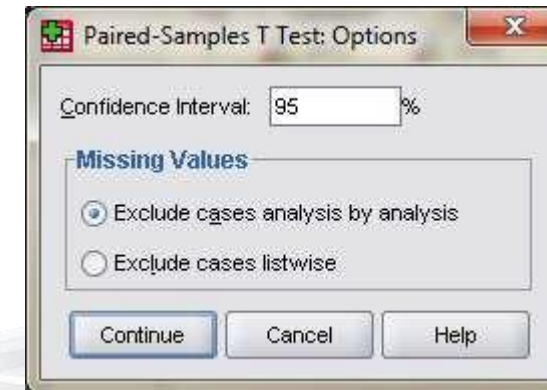 Paired-Samples T Test: Options
Confidence Interval: 95 %
Missing Values
Exclude cases analysis by analysis
Exclude cases listwise
Continue Cancel Help